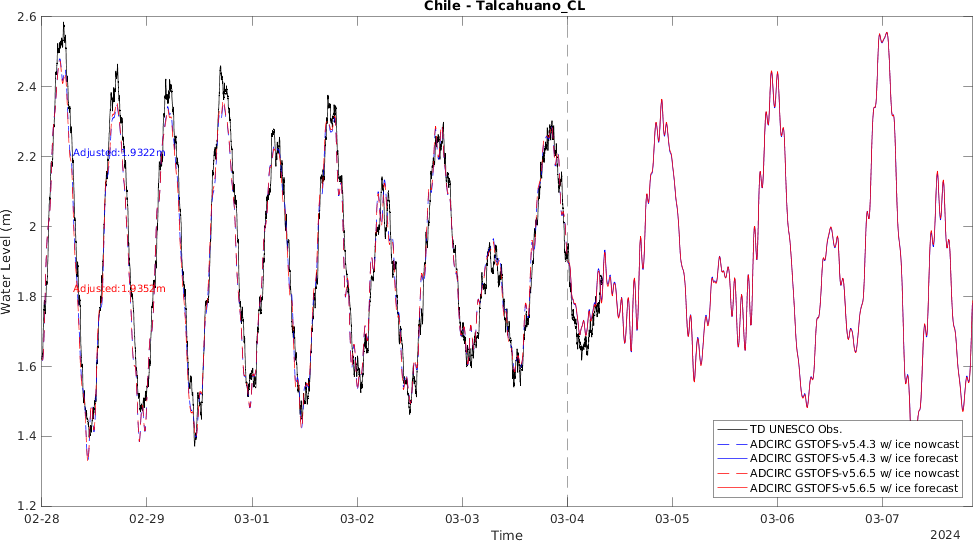 Chile - Talcahuano_CL
2.6
2.4
2.2
2
1.8
1.6
1.4
1.2
Water Level (m)
Adjusted:1.9322m
Adjusted:1.9352m
TD UNESCO Obs.
ADCIRC GSTOFS-v5.4.3 w/ ice nowcast
ADCIRC GSTOFS-v5.4.3 w/ ice forecast
ADCIRC GSTOFS-v5.6.5 w/ ice nowcast
ADCIRC GSTOFS-v5.6.5 w/ ice forecast
02-28 02-29 03-01 03-02 03-03 03-04 03-05 03-06 03-07
Time
2024